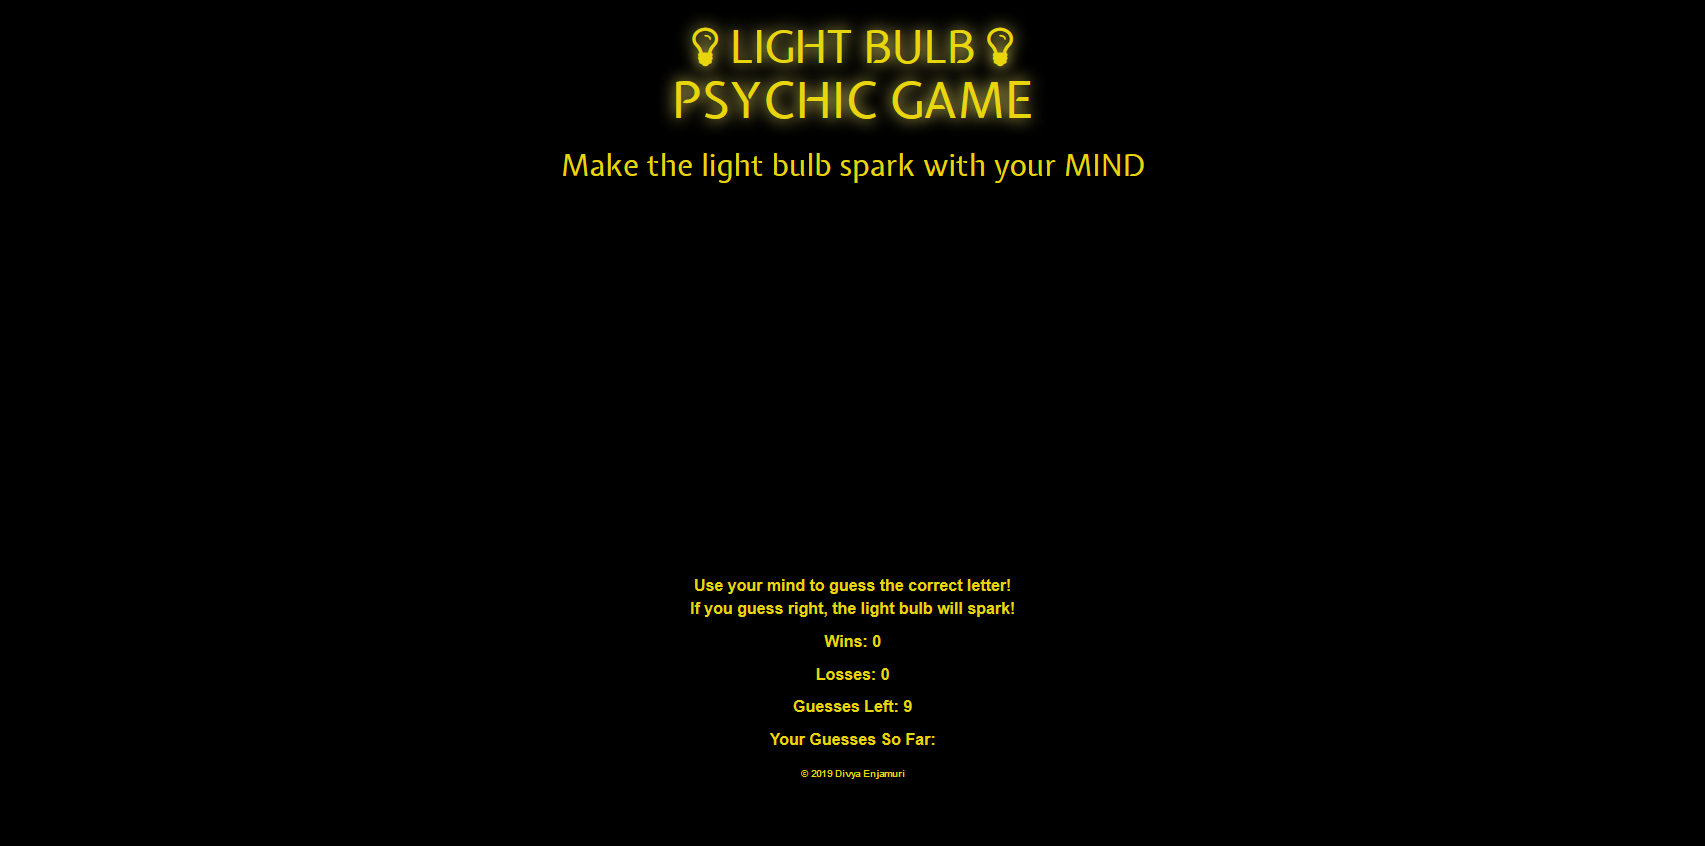 LIGHT BULB
PSYCHIC GAME
Make the light bulb spark with your MIND
Use your mind to guess the correct letter!
If you guess right, the light bulb will spark!
Wins: 0
Losses: 0
Guesses Left: 9
Your Guesses So Far:
© 2019 Divya Enjamuri